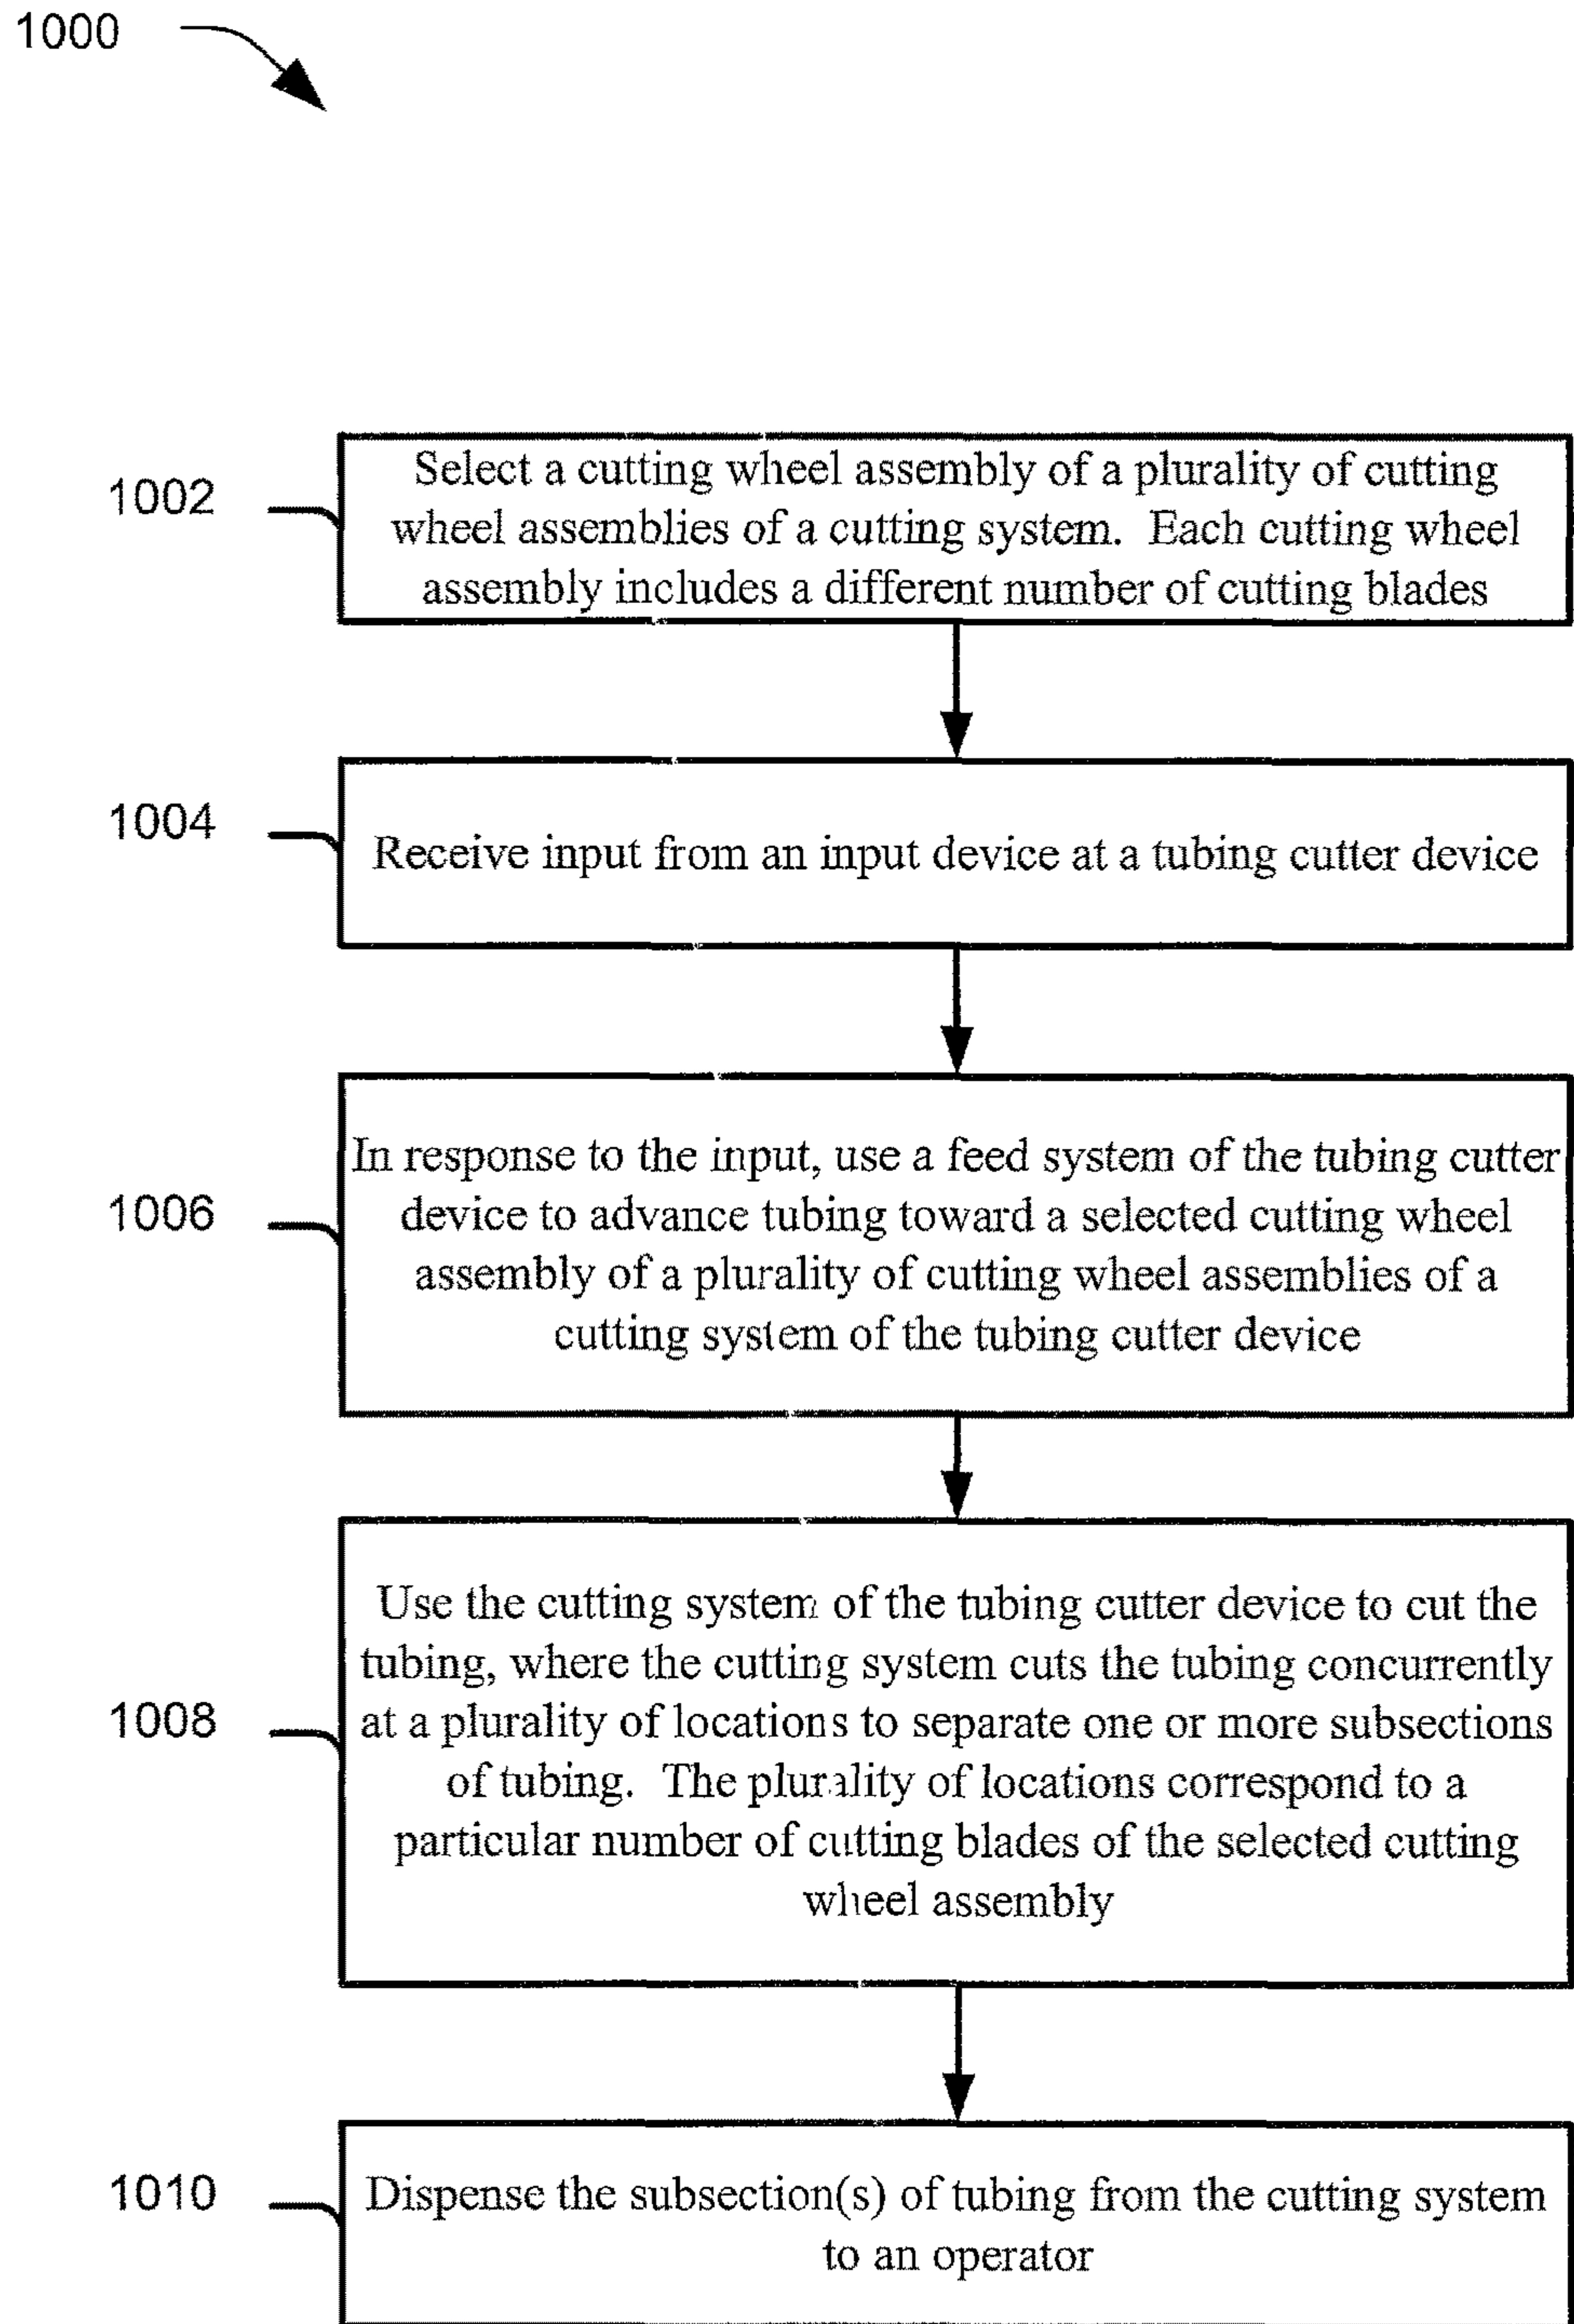 1000
1002
Select a cutting wheel assembly of a plurality of cutting
wheel assemblies of a cutting system.  Each cutting wheel
assembly includes a different number of cutting blades
1004
Receive input from an input device at a tubing cutter device
1006
In response to the input, use a feed system of the tubing cutter
device to advance tubing toward a selected cutting wheel
assembly of a plurality of cutting wheel assemblies of a
cutting system of the tubing cutter device
1008
Use the cutting system of the tubing cutter device to cut the
tubing, where the cutting system cuts the tubing concurrently
at a plurality of locations to separate one or more subsections
of tubing.  The plurality of locations correspond to a
particular number of cutting blades of the selected cutting
wheel assembly
1010
Dispense the subsection(s) of tubing from the cutting system
to an operator